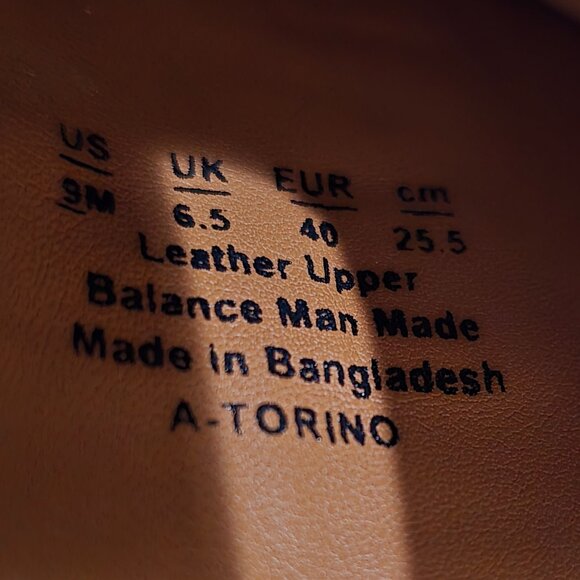 US UK EUR cm
9M 6.5 40 25.5
Leather Upper
Balance Man Made
Made in Bangladesh
A-TORINO